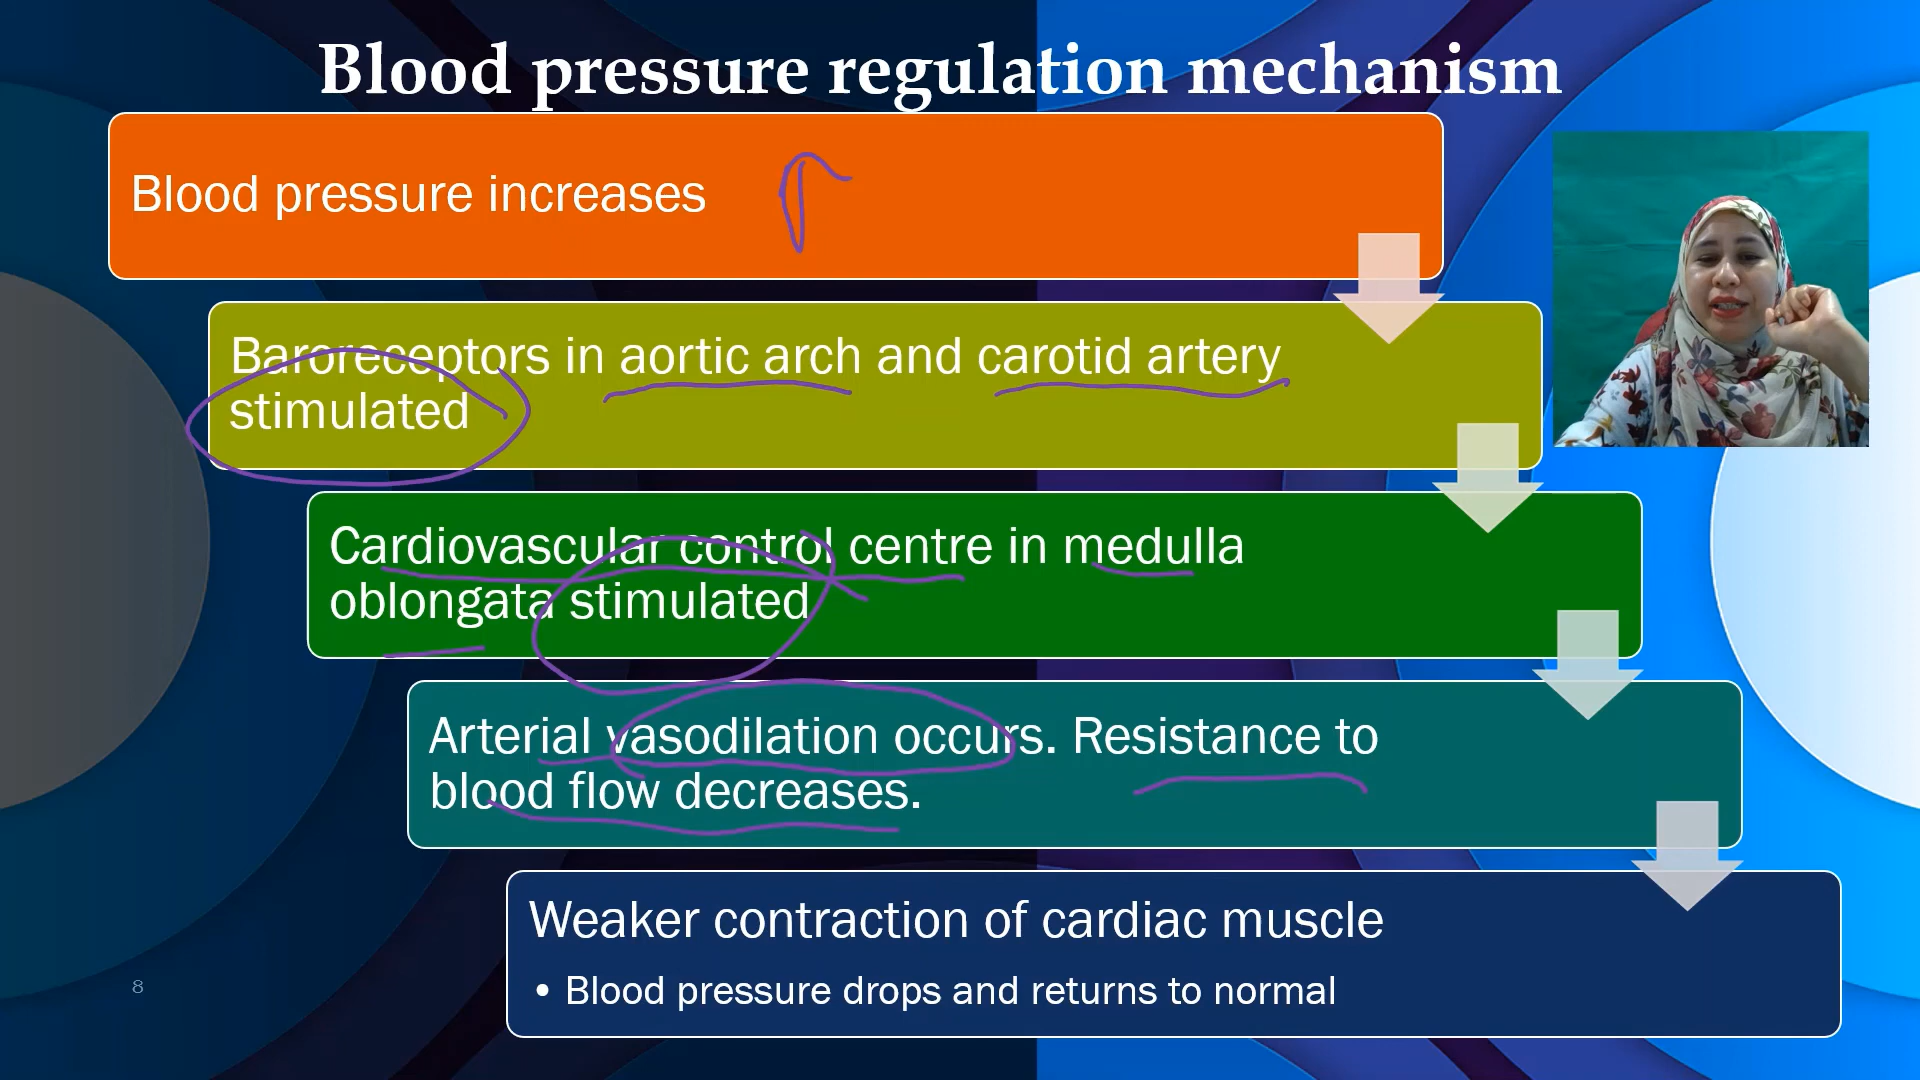 Blood pressure regulation mechanism
Blood pressure increases
Baroreceptors in aortic arch and carotid artery
stimulated
Cardiovascular control centre in medulla
oblongata stimulated
Arterial vasodilation occurs. Resistance to
blood flow decreases.
Weaker contraction of cardiac muscle
• Blood pressure drops and returns to normal
8